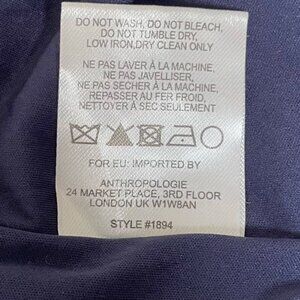 DO NOT WASH, DO NOT BLEACH,
DO NOT TUMBLE DRY,
LOW IRON,DRY CLEAN ONLY
NE PAS LAVER À LA MACHINE,
NE PAS JAVELLISER,
NE PAS SECHER À LA MACHINE,
REPASSER AU FER FROID,
NETTOYER À SEC SEULEMENT
FOR EU: IMPORTED BY
ANTHROPOLOGIE
24 MARKET PLACE, 3RD FLOOR
LONDON UK W1W8AN
STYLE #1894